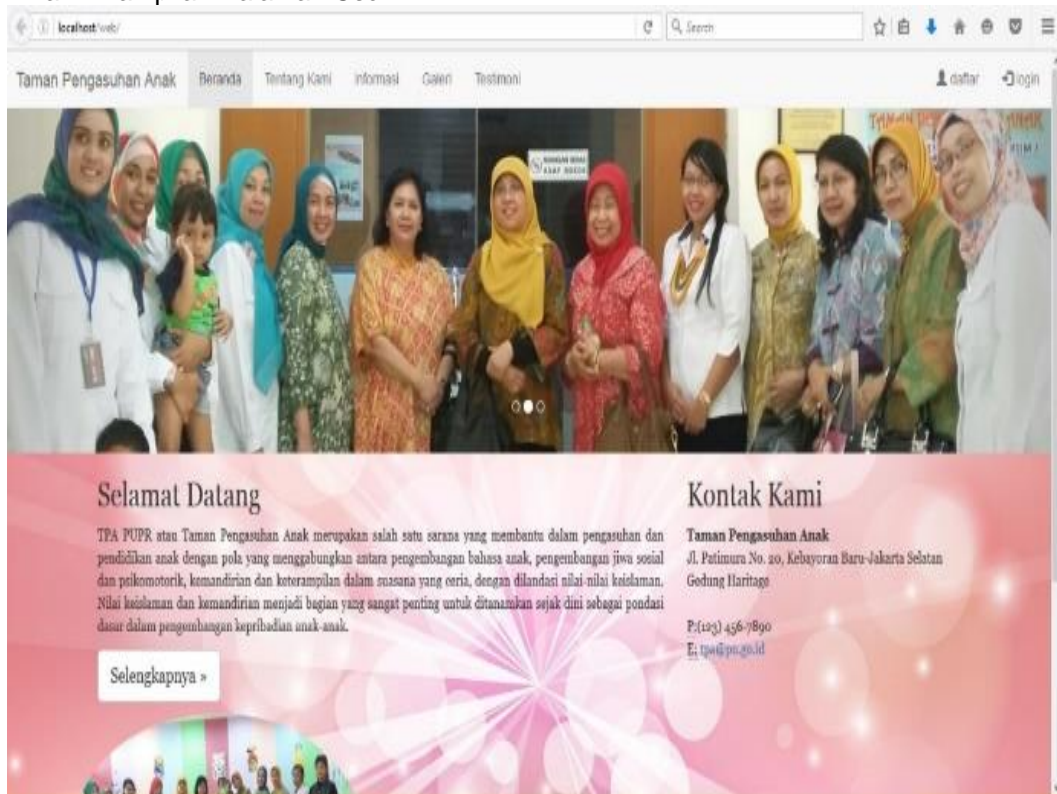 localhost/web/
Search
Taman Pengasuhan Anak Beranda Tentang Kami Informasi Galeri Testimoni daftar login
Selamat Datang
TPA PUPR atau Taman Pengasuhan Anak merupakan salah satu sarana yang membantu dalam pengasuhan dan
pendidikan anak dengan pola yang menggabungkan antara pengembangan bahasa anak, pengembangan jiwa sosial
dan psikomotorik, kemandirian dan keterampilan dalam suasana yang ceria, dengan dilandasi nilai-nilai keislaman.
Nilai keislaman dan kemandirian menjadi bagian yang sangat penting untuk ditanamkan sejak dini sebagai pondasi
dasar dalam pengembangan kepribadian anak-anak.
Selengkapnya »
Kontak Kami
Taman Pengasuhan Anak
Jl. Patimura No. 20, Kebayoran Baru-Jakarta Selatan
Gedung Haritage
P:(123) 456-7890
E: tpa@pu.go.id